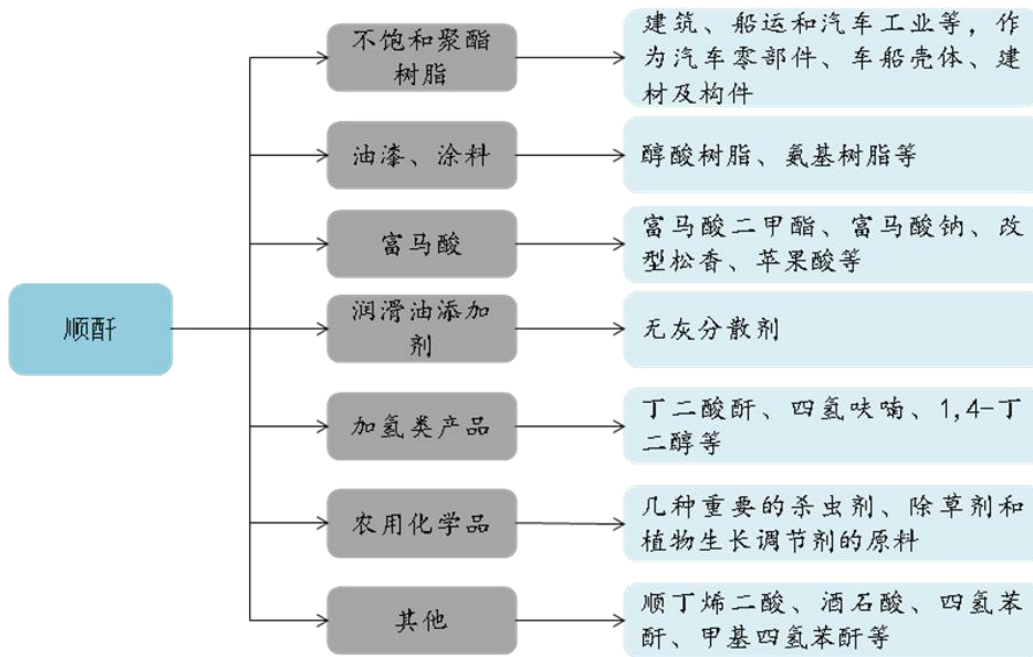 不饱和聚酯
树脂
建筑、船运和汽车工业等，作
为汽车零部件、车船壳体、建
材及构件
油漆、涂料
醇酸树脂、氨基树脂等
富马酸
富马酸二甲酯、富马酸钠、改
型松香、苹果酸等
顺酐
润滑油添加
剂
无灰分散剂
加氢类产品
丁二酸酐、四氢呋喃、1,4-丁
二醇等
农用化学品
几种重要的杀虫剂、除草剂和
植物生长调节剂的原料
其他
顺丁烯二酸、酒石酸、四氢苯
酐、甲基四氢苯酐等